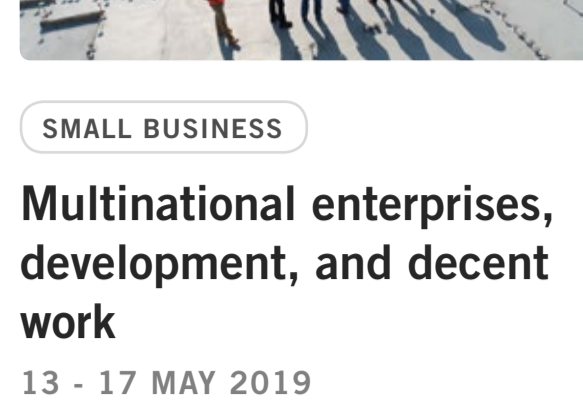 SMALL BUSINESS
Multinational enterprises,
development, and decent
work
13 - 17 MAY 2019